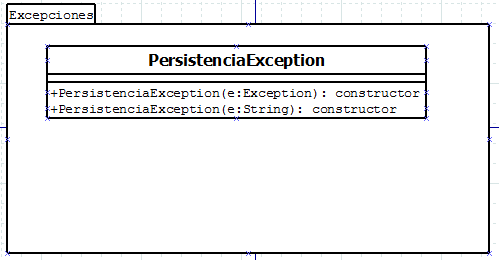 Excepciones
PersistenciaException
+PersistenciaException(e:Exception): constructor
+PersistenciaException(e:String): constructor